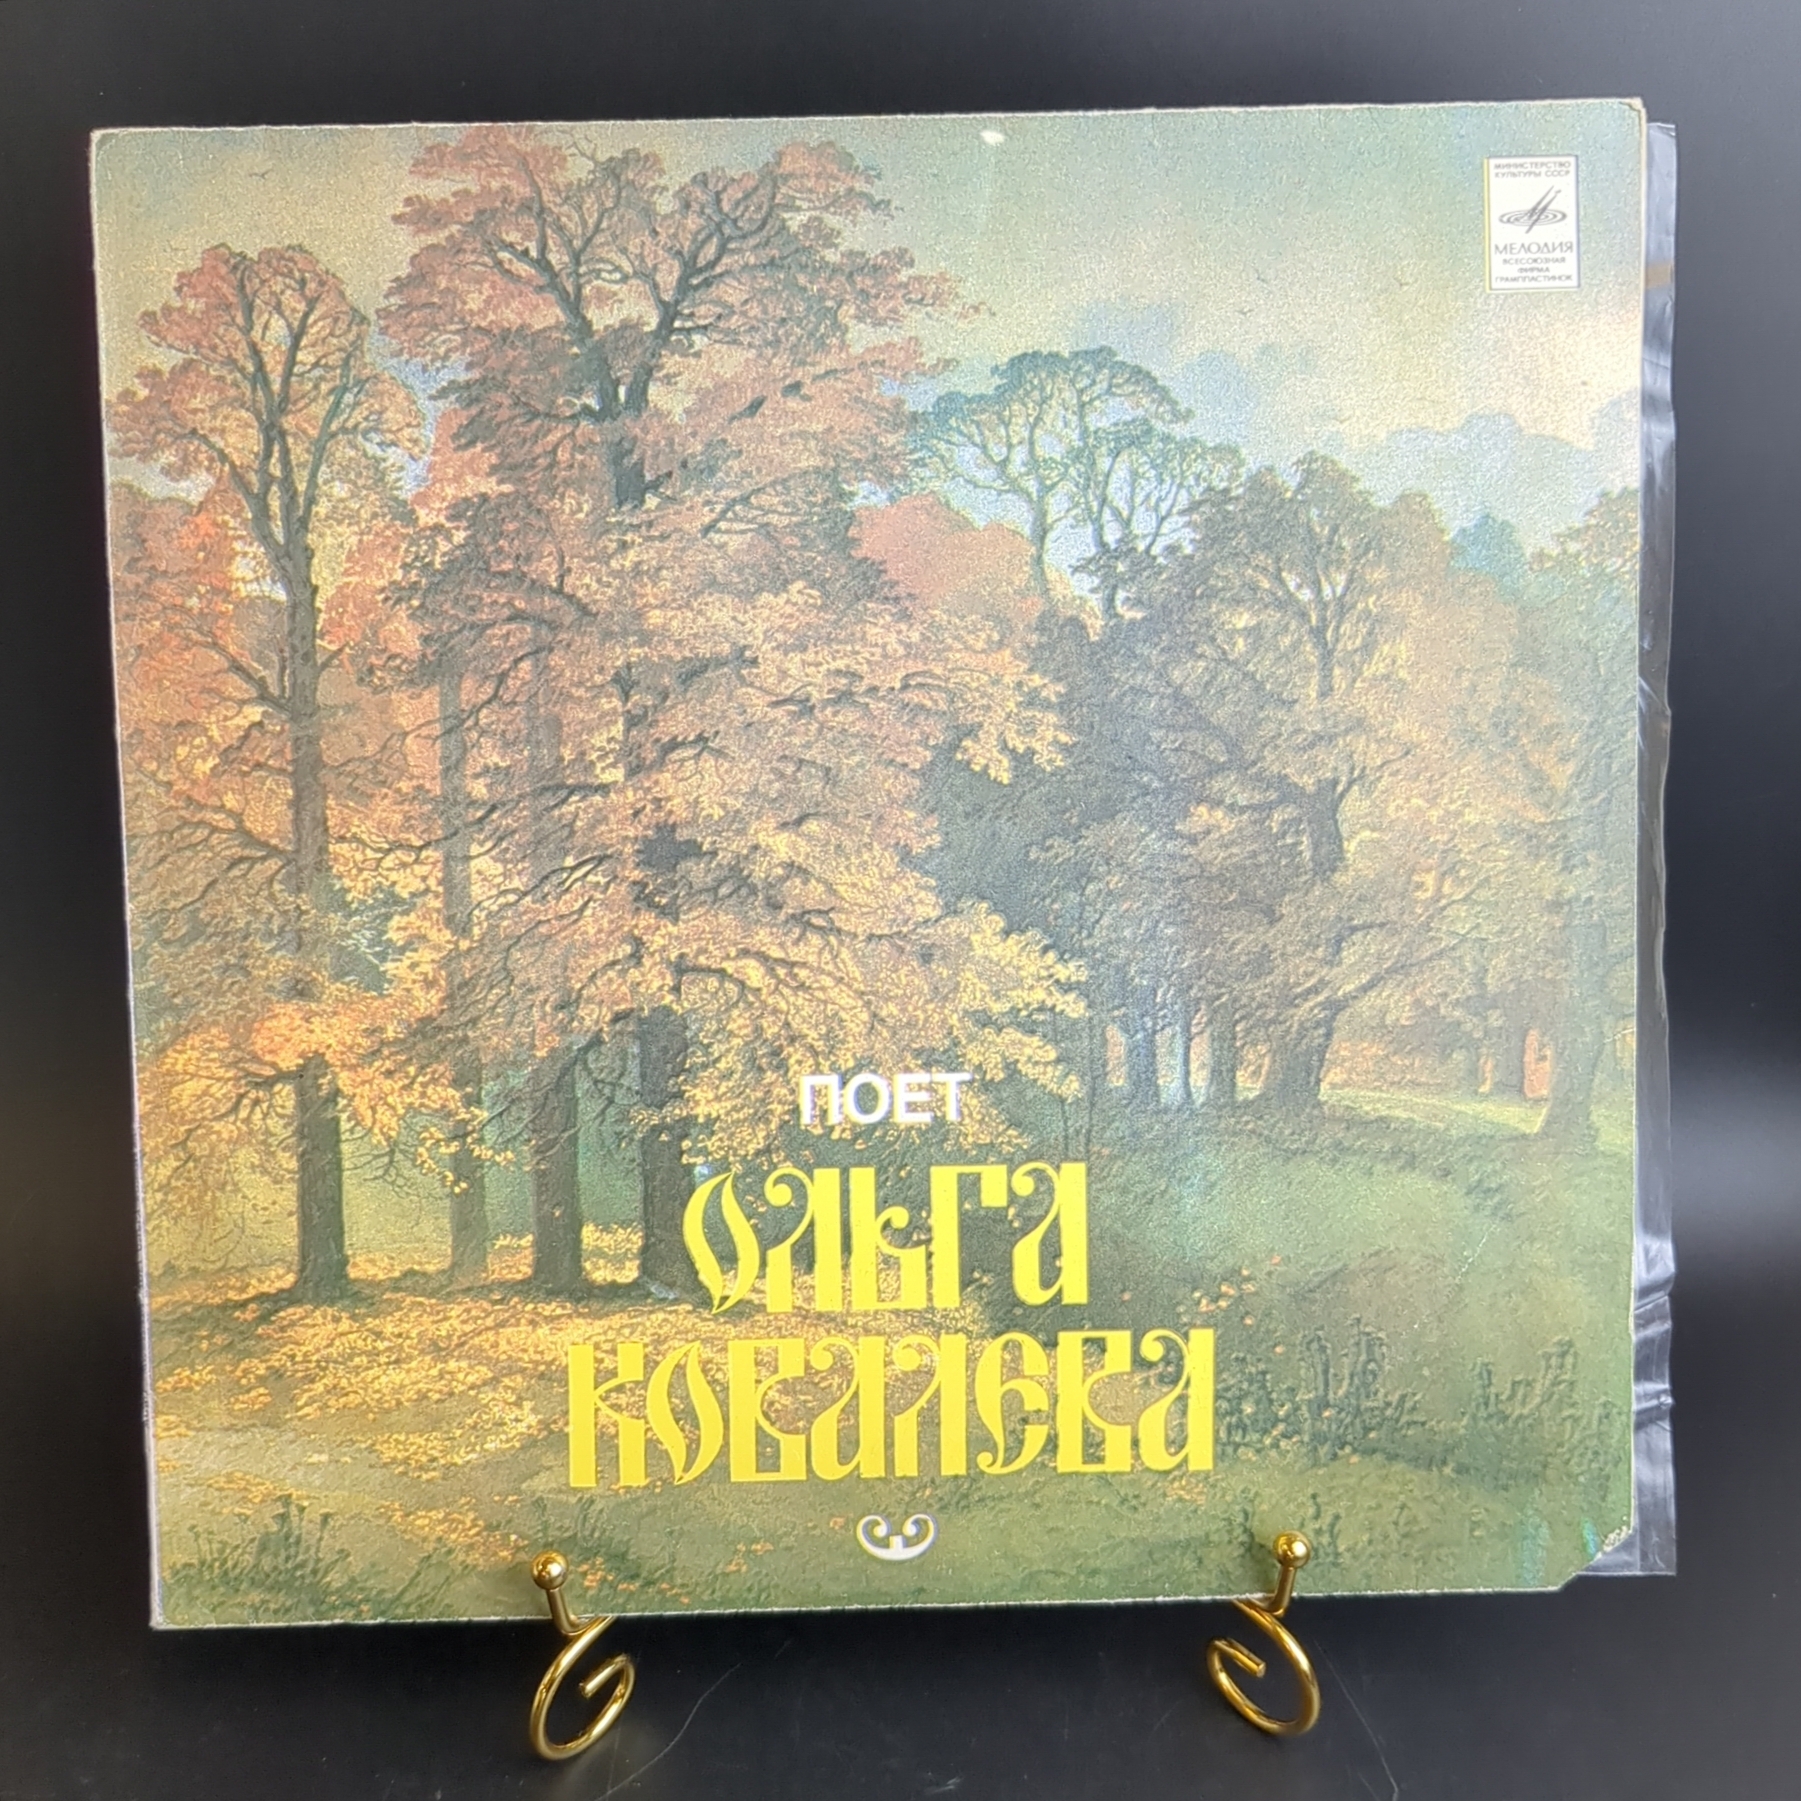 МИНИСТЕРСТВО
КУЛЬТУРЫ СССР
МЕЛОДИЯ
ВСЕСОЮЗНАЯ
ФИРМА
ГРАМПЛАСТИНОК
ПОЕТ
ОЛЬГА
КОВАЛЕВА